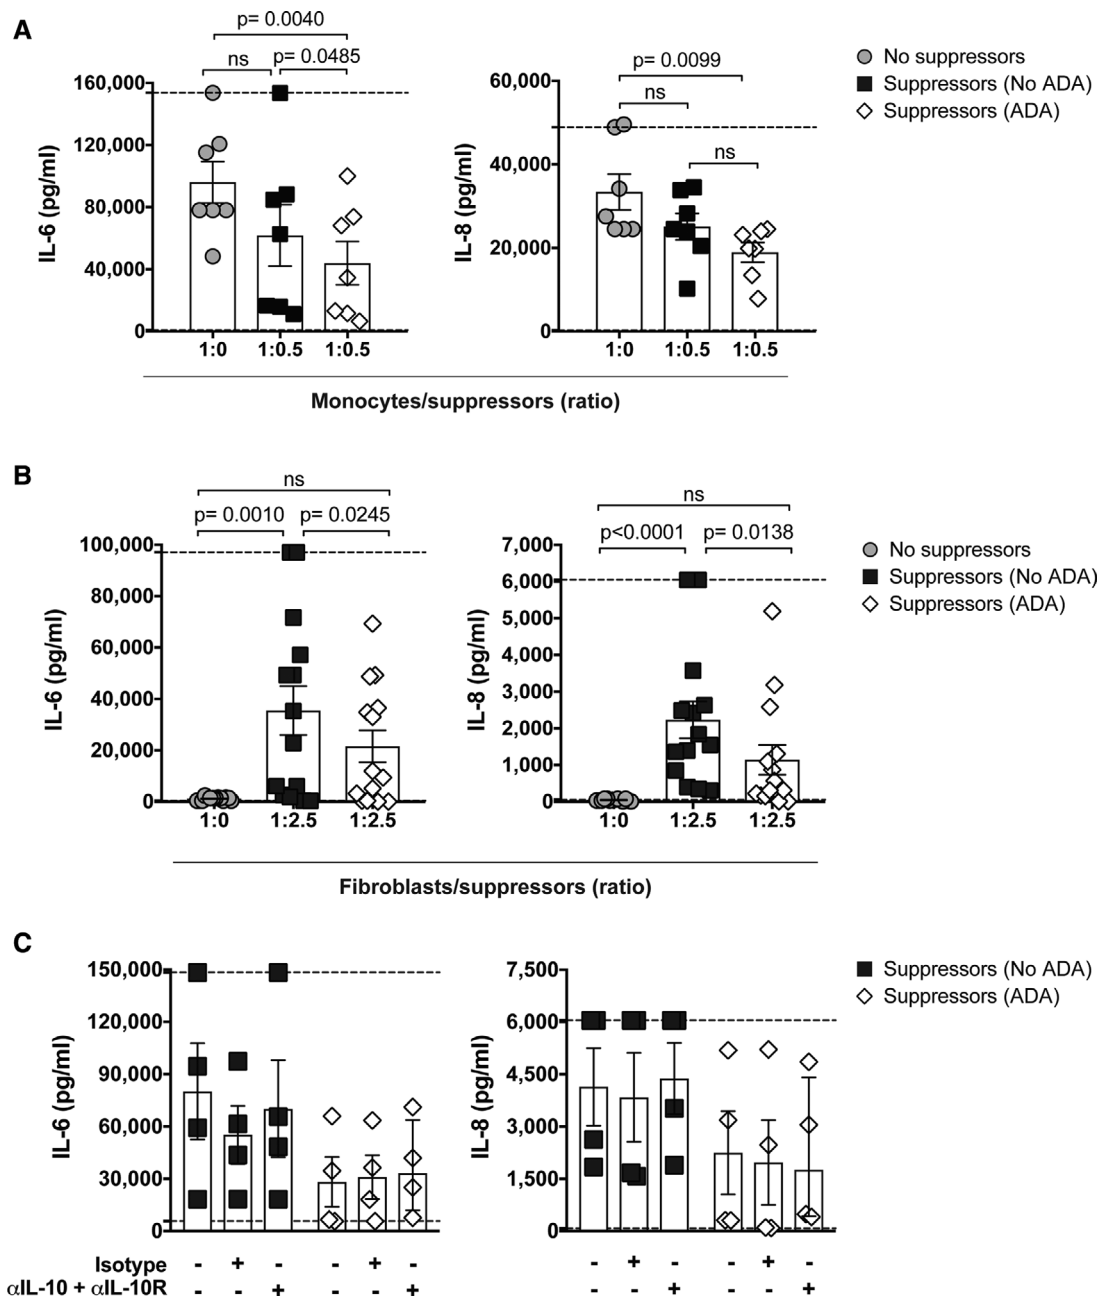 A
p= 0.0040
ns
p= 0.0485
160,000
120,000
80,000
40,000
0
IL-6 (pg/ml)
1:0
1:0.5
1:0.5
p= 0.0099
ns
ns
60,000
40,000
20,000
0
IL-8 (pg/ml)
1:0
1:0.5
1:0.5
No suppressors
Suppressors (No ADA)
Suppressors (ADA)
Monocytes/suppressors (ratio)
B
ns
p= 0.0010
p= 0.0245
100,000
80,000
60,000
40,000
20,000
0
IL-6 (pg/ml)
1:0
1:2.5
1:2.5
ns
p<0.0001
p= 0.0138
7,000
6,000
5,000
4,000
3,000
2,000
1,000
0
IL-8 (pg/ml)
1:0
1:2.5
1:2.5
No suppressors
Suppressors (No ADA)
Suppressors (ADA)
Fibroblasts/suppressors (ratio)
C
150,000
120,000
90,000
60,000
30,000
0
IL-6 (pg/ml)
7,500
6,000
4,500
3,000
1,500
0
IL-8 (pg/ml)
Suppressors (No ADA)
Suppressors (ADA)
Isotype - + - - + - - + - - + -
αIL-10 + αIL-10R - - + - - + - - + - - +